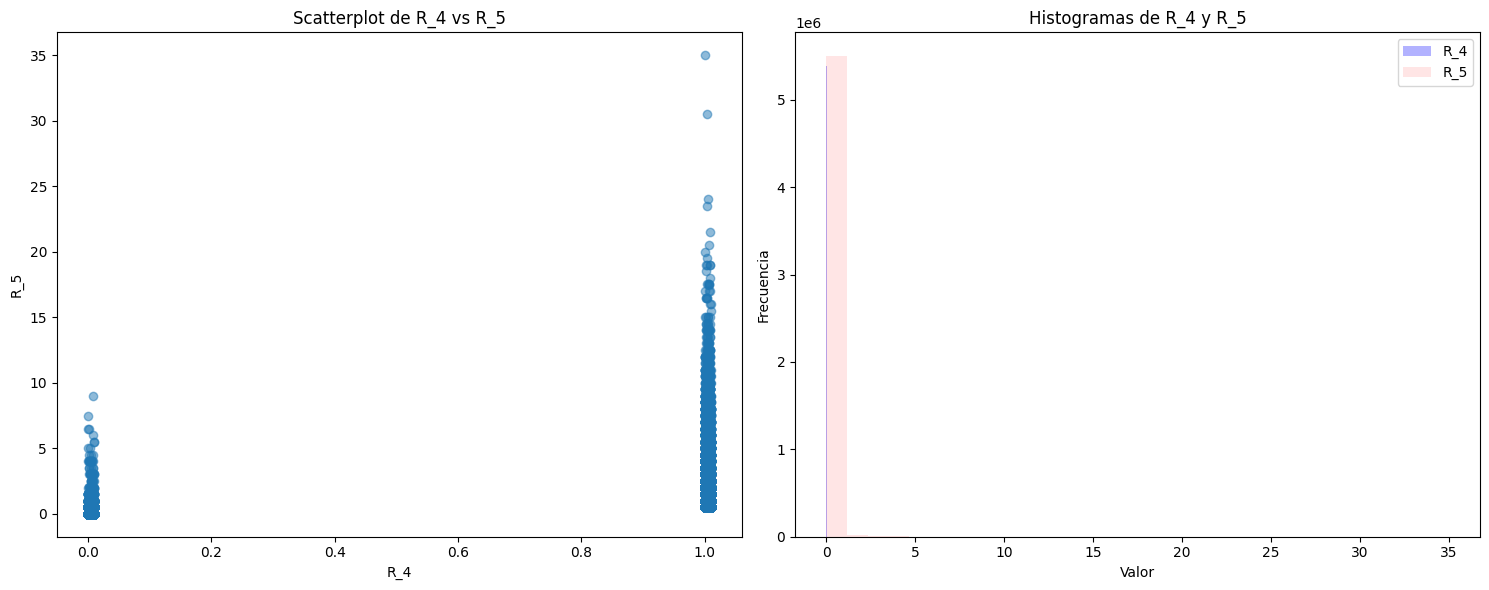 Scatterplot de R_4 vs R_5
35
30
25
20
15
10
5
0
R_5
0.0 0.2 0.4 0.6 0.8 1.0
R_4
Histogramas de R_4 y R_5
1e6
R_4
R_5
5
4
3
2
1
0
Frecuencia
0 5 10 15 20 25 30 35
Valor